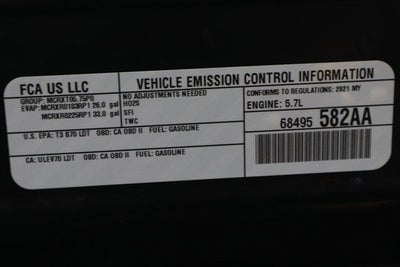 FCA US LLC
VEHICLE EMISSION CONTROL INFORMATION
GROUP: MCRXT05.75P0
EVAP: MCRXR0183RP1 26.0 gal
MCRXR0225RP1 33.0 gal
NO ADJUSTMENTS NEEDED
HO2S
SFI
TWC
CONFORMS TO REGULATIONS: 2021 MY
ENGINE: 5.7L
U.S. EPA: T3 B70 LDT OBD: CA OBD II FUEL: GASOLINE
CA: ULEV70 LDT OBD: CA OBD II FUEL: GASOLINE
68495 582AA